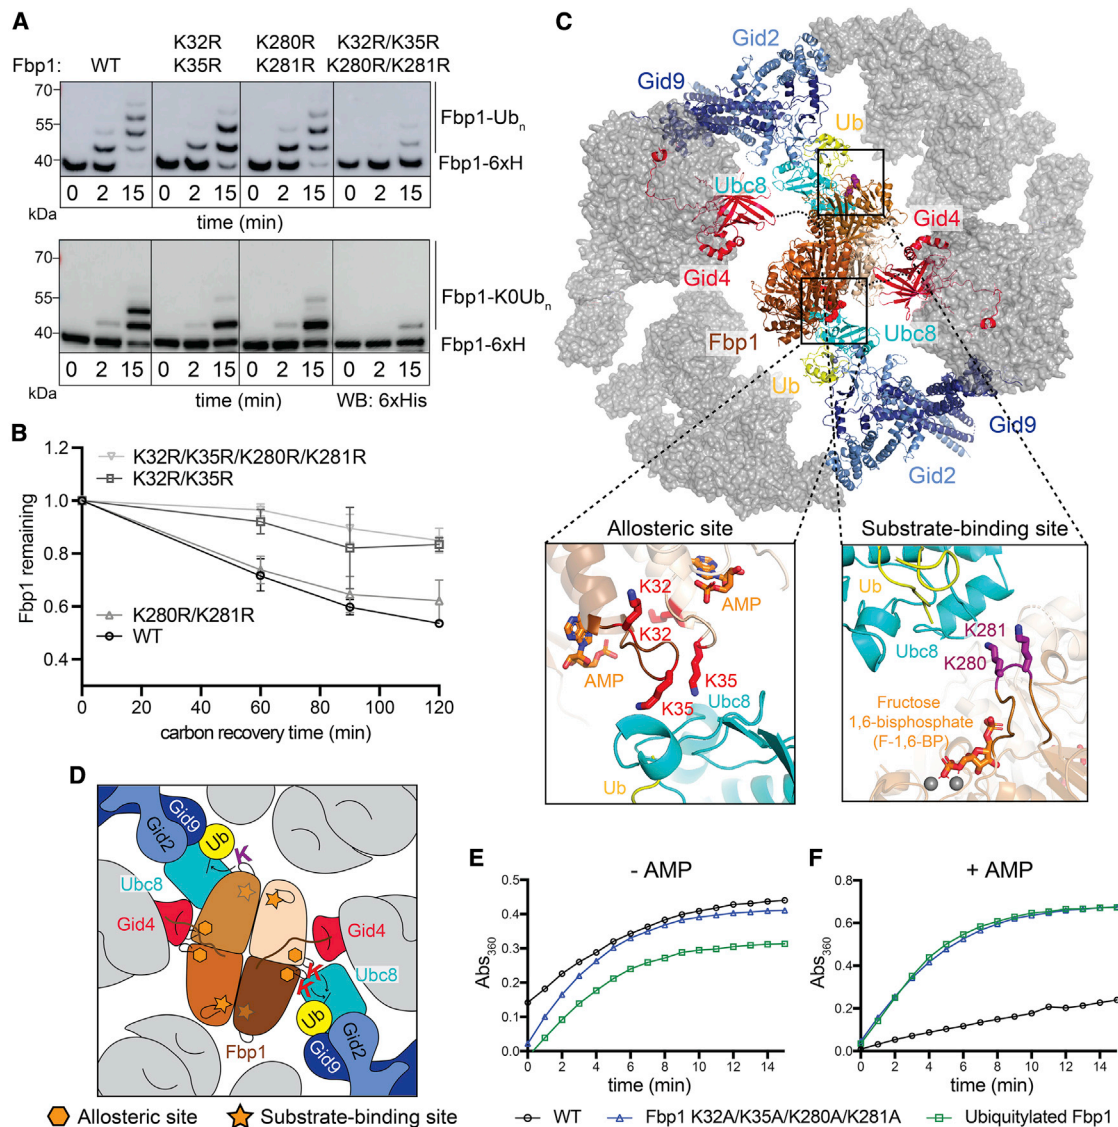 A
Fbp1: WT K32R K280R K32R/K35R
K35R K281R K280R/K281R
70
55
40
Fbp1-Ubn
Fbp1-6xH
0 2 15 0 2 15 0 2 15 0 2 15
kDa
time (min)
70
55
40
Fbp1-K0Ubn
Fbp1-6xH
0 2 15 0 2 15 0 2 15 0 2 15
kDa
time (min)
WB: 6xHis
B
Fbp1 remaining
1.2
1.0
0.8
0.6
0.4
K32R/K35R/K280R/K281R
K32R/K35R
K280R/K281R
WT
0 20 40 60 80 100 120
carbon recovery time (min)
C
Gid2
Gid9
Ub
Ubc8
Gid4
Gid4
Fbp1
Ubc8
Ub
Gid9
Gid2
Allosteric site
K32
AMP
K32
AMP
K35
K35
Ubc8
Ub
Substrate-binding site
Ub
Ubc8
K281
K280
Fructose
1,6-bisphosphate
(F-1,6-BP)
D
Gid9
Gid2
Ub
K
Ubc8
Gid4
Gid4
K
K
Ubc8
Ub
Fbp1
Gid9
Gid2
Allosteric site
Substrate-binding site
E
- AMP
Abs360
0.5
0.4
0.3
0.2
0.1
0.0
0 2 4 6 8 10 12 14
time (min)
F
+ AMP
Abs360
0.8
0.6
0.4
0.2
0.0
0 2 4 6 8 10 12 14
time (min)
WT
Fbp1 K32A/K35A/K280A/K281A
Ubiquitylated Fbp1